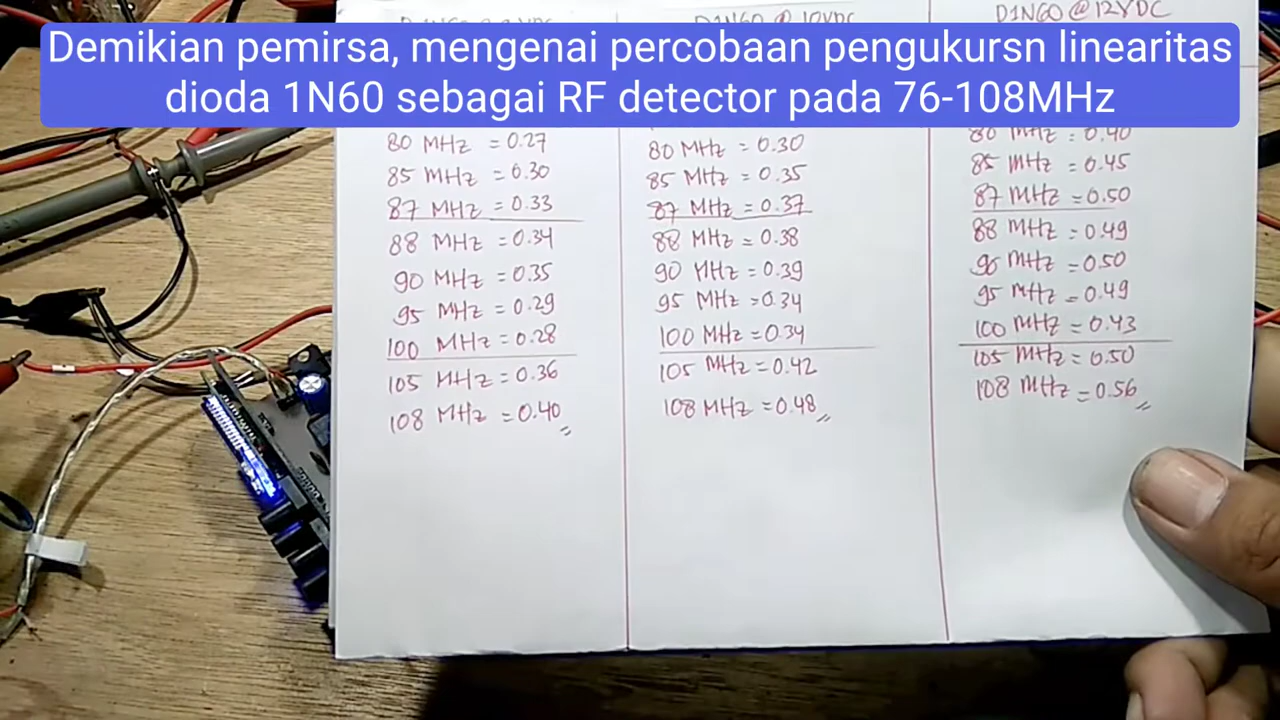 Demikian pemirsa, mengenai percobaan pengukursn linearitas
dioda 1N60 sebagai RF detector pada 76-108MHz
80 MHz = 0.27
85 MHz = 0.30
87 MHz = 0.33
88 MHz = 0.34
90 MHz = 0.35
95 MHz = 0.29
100 MHz = 0.28
105 MHz = 0.36
108 MHz = 0.40
D1N60 @ 10VDC
80 MHz = 0.30
85 MHz = 0.35
87 MHz = 0.37
88 MHz = 0.38
90 MHz = 0.39
95 MHz = 0.34
100 MHz = 0.34
105 MHz = 0.42
108 MHz = 0.48
D1N60 @ 12VDC
80 MHz = 0.40
85 MHz = 0.45
87 MHz = 0.50
88 MHz = 0.49
90 MHz = 0.50
95 MHz = 0.49
100 MHz = 0.43
105 MHz = 0.50
108 MHz = 0.56